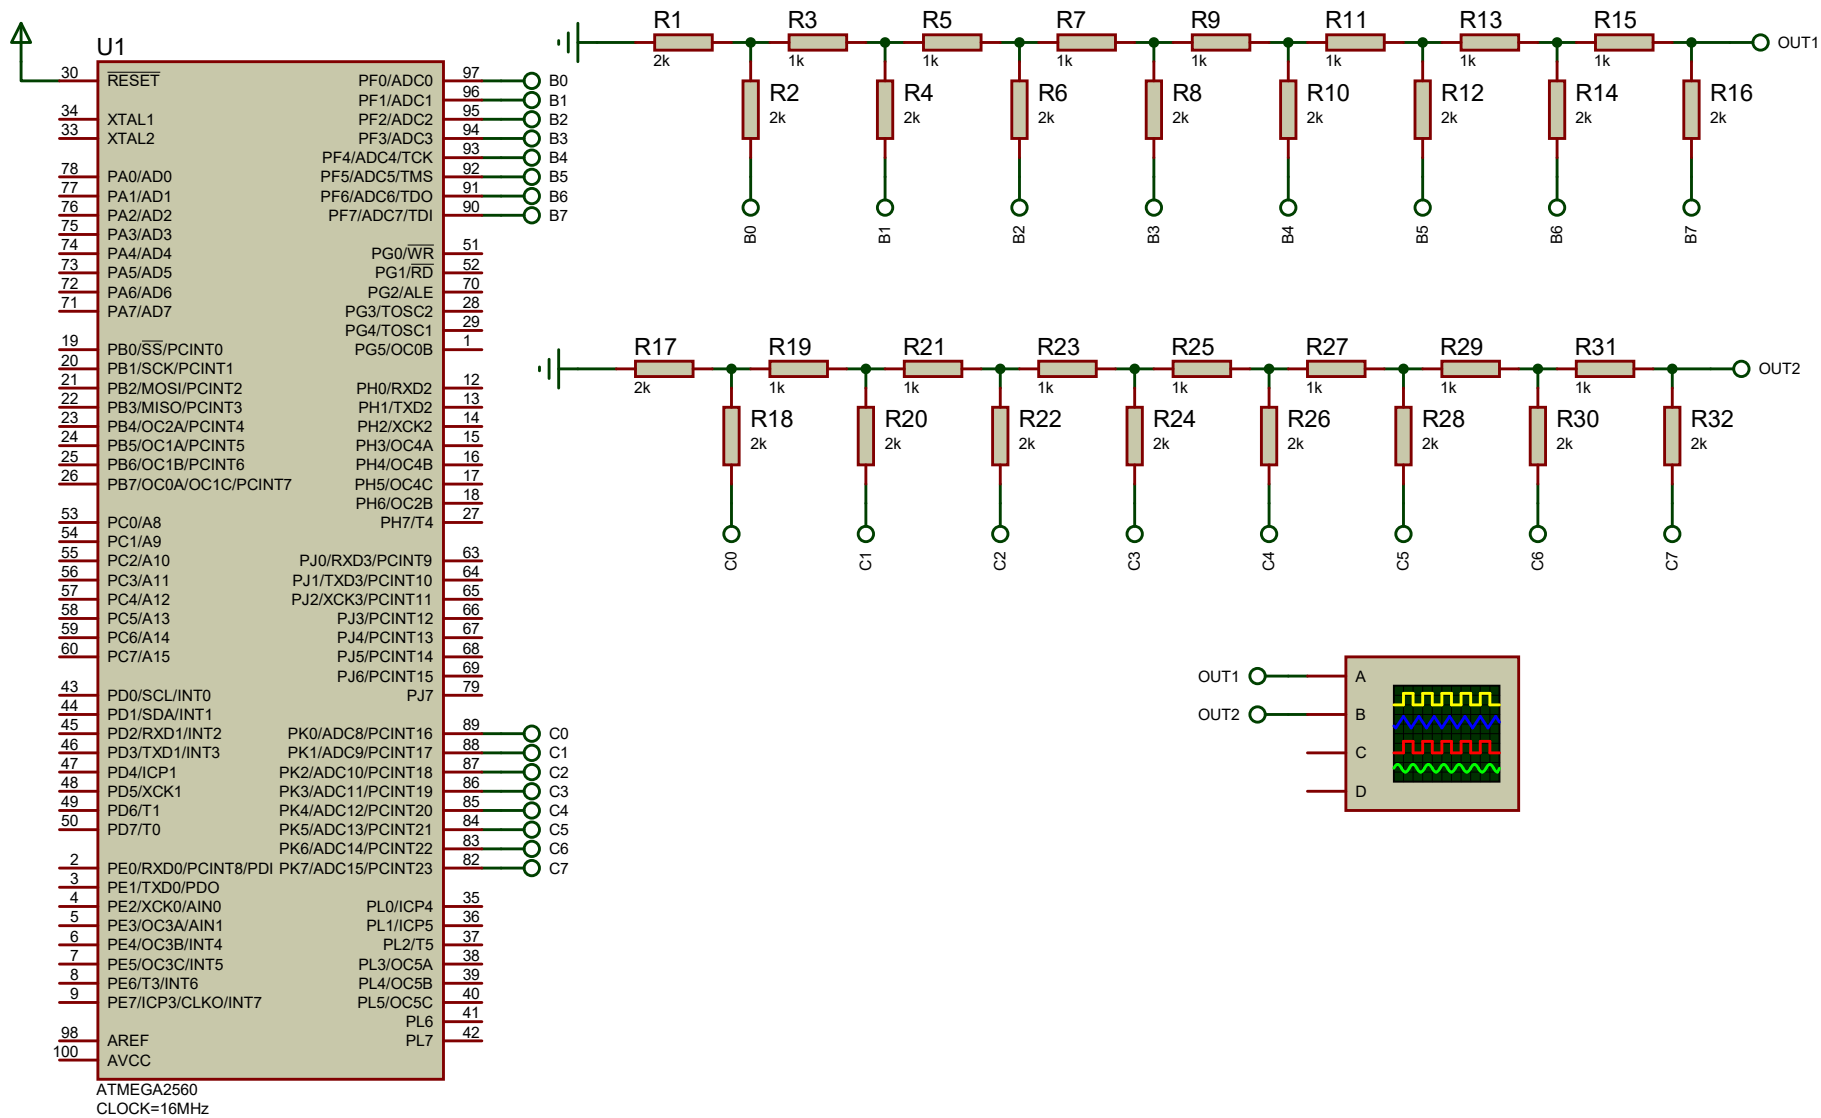 U1
30 RESET PF0/ADC0 97 B0
PF1/ADC1 96 B1
34 XTAL1 PF2/ADC2 95 B2
33 XTAL2 PF3/ADC3 94 B3
PF4/ADC4/TCK 93 B4
78 PA0/AD0 PF5/ADC5/TMS 92 B5
77 PA1/AD1 PF6/ADC6/TDO 91 B6
76 PA2/AD2 PF7/ADC7/TDI 90 B7
75 PA3/AD3
74 PA4/AD4 PG0/WR 51
73 PA5/AD5 PG1/RD 52
72 PA6/AD6 PG2/ALE 70
71 PA7/AD7 PG3/TOSC2 28
PG4/TOSC1 29
19 PB0/SS/PCINT0 PG5/OC0B 1
20 PB1/SCK/PCINT1
21 PB2/MOSI/PCINT2 PH0/RXD2 12
22 PB3/MISO/PCINT3 PH1/TXD2 13
23 PB4/OC2A/PCINT4 PH2/XCK2 14
24 PB5/OC1A/PCINT5 PH3/OC4A 15
25 PB6/OC1B/PCINT6 PH4/OC4B 16
26 PB7/OC0A/OC1C/PCINT7 PH5/OC4C 17
PH6/OC2B 18
53 PC0/A8 PH7/T4 27
54 PC1/A9
55 PC2/A10 PJ0/RXD3/PCINT9 63
56 PC3/A11 PJ1/TXD3/PCINT10 64
57 PC4/A12 PJ2/XCK3/PCINT11 65
58 PC5/A13 PJ3/PCINT12 66
59 PC6/A14 PJ4/PCINT13 67
60 PC7/A15 PJ5/PCINT14 68
PJ6/PCINT15 69
43 PD0/SCL/INT0 PJ7 79
44 PD1/SDA/INT1
45 PD2/RXD1/INT2 PK0/ADC8/PCINT16 89 C0
46 PD3/TXD1/INT3 PK1/ADC9/PCINT17 88 C1
47 PD4/ICP1 PK2/ADC10/PCINT18 87 C2
48 PD5/XCK1 PK3/ADC11/PCINT19 86 C3
49 PD6/T1 PK4/ADC12/PCINT20 85 C4
50 PD7/T0 PK5/ADC13/PCINT21 84 C5
PK6/ADC14/PCINT22 83 C6
2 PE0/RXD0/PCINT8/PDI PK7/ADC15/PCINT23 82 C7
3 PE1/TXD0/PDO
4 PE2/XCK0/AIN0 PL0/ICP4 35
5 PE3/OC3A/AIN1 PL1/ICP5 36
6 PE4/OC3B/INT4 PL2/T5 37
7 PE5/OC3C/INT5 PL3/OC5A 38
8 PE6/T3/INT6 PL4/OC5B 39
9 PE7/ICP3/CLKO/INT7 PL5/OC5C 40
PL6 41
98 AREF PL7 42
100 AVCC
ATMEGA2560
CLOCK=16MHz
R1 R3 R5 R7 R9 R11 R13 R15
OUT1
2k 1k 1k 1k 1k 1k 1k 1k
R2 R4 R6 R8 R10 R12 R14 R16
2k 2k 2k 2k 2k 2k 2k 2k
B0 B1 B2 B3 B4 B5 B6 B7
R17 R19 R21 R23 R25 R27 R29 R31
OUT2
2k 1k 1k 1k 1k 1k 1k 1k
R18 R20 R22 R24 R26 R28 R30 R32
2k 2k 2k 2k 2k 2k 2k 2k
C0 C1 C2 C3 C4 C5 C6 C7
OUT1 A
OUT2 B
C
D